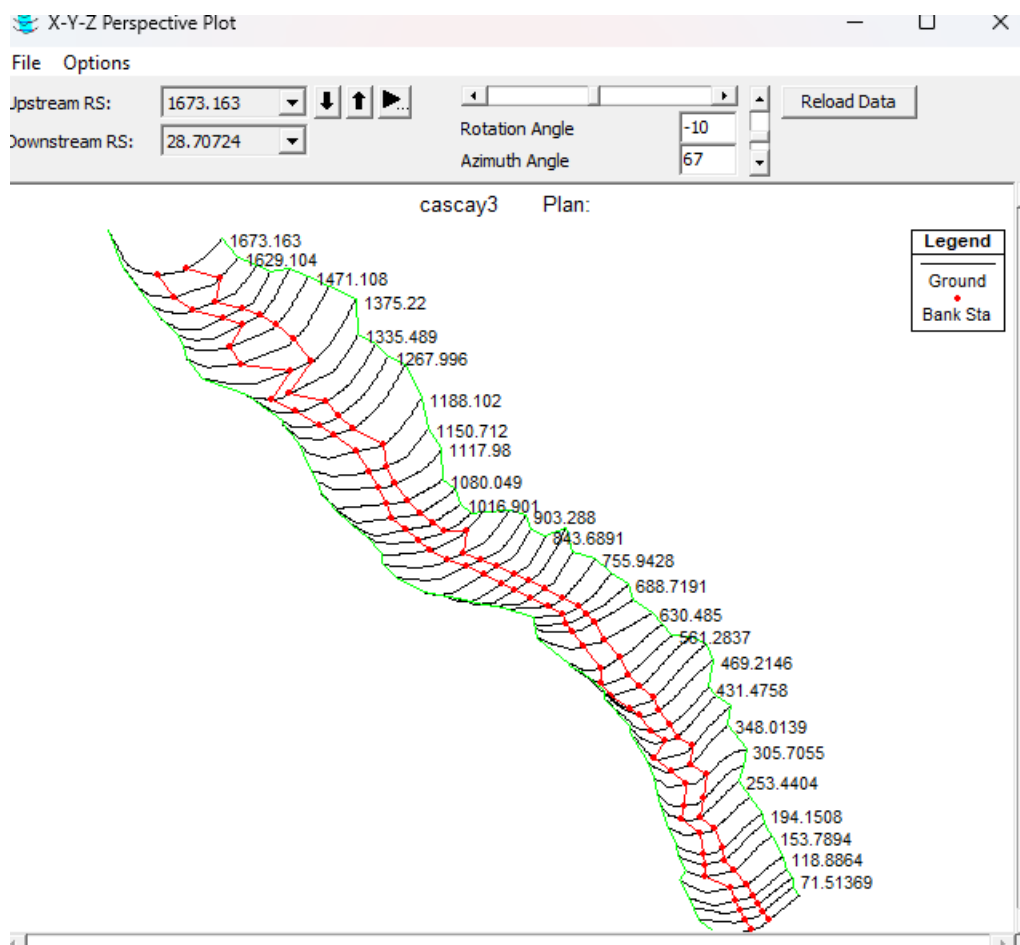 X-Y-Z Perspective Plot
File Options
Upstream RS: 1673.163
Downstream RS: 28.70724
Rotation Angle -10
Azimuth Angle 67
Reload Data
cascay3 Plan:
Legend
Ground
Bank Sta
1673.163
1629.104
1471.108
1375.22
1335.489
1267.996
1188.102
1150.712
1117.98
1080.049
1016.901
903.288
843.6891
755.9428
688.7191
630.485
561.2837
469.2146
431.4758
348.0139
305.7055
253.4404
194.1508
153.7894
118.8864
71.51369